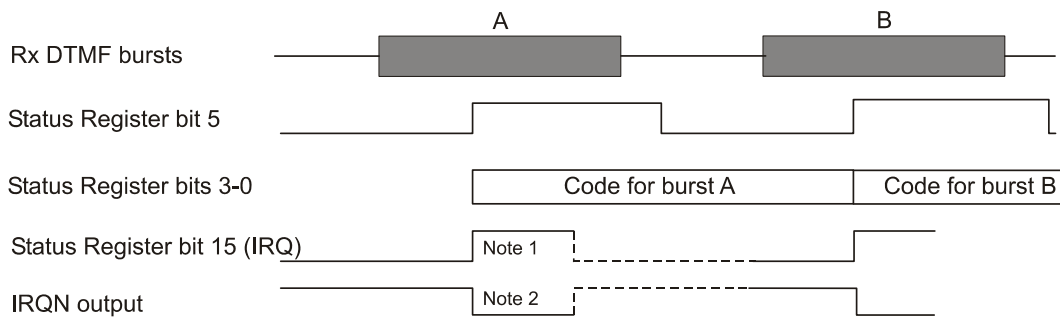 A B
Rx DTMF bursts
Status Register bit 5
Status Register bits 3-0 Code for burst A Code for burst B
Status Register bit 15 (IRQ) Note 1
IRQN output Note 2